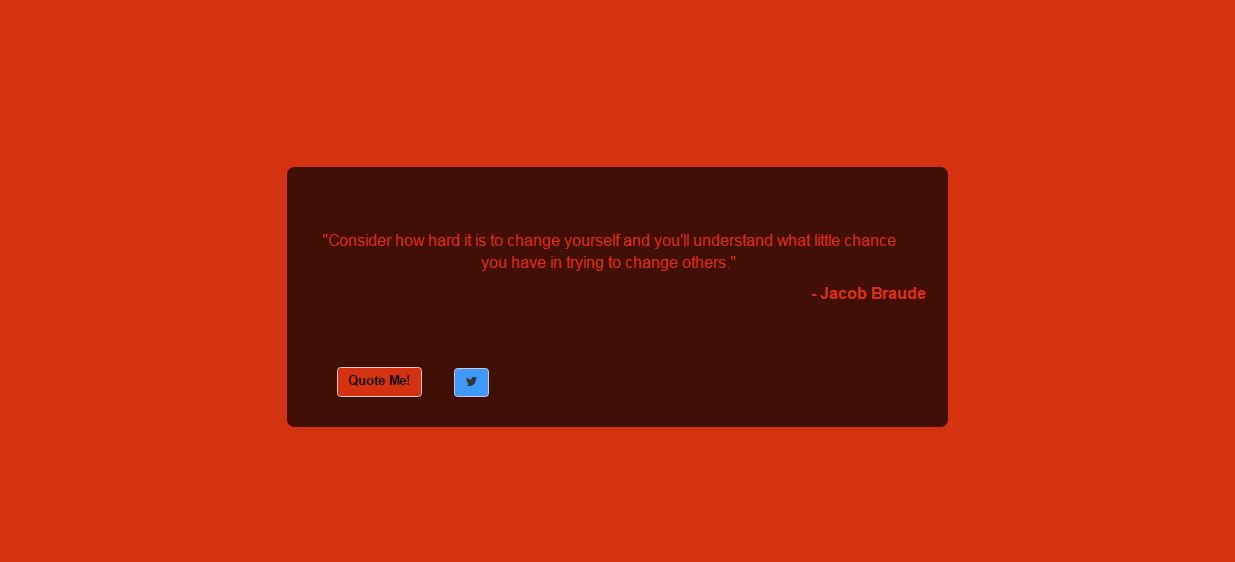 "Consider how hard it is to change yourself and you'll understand what little chance
you have in trying to change others."
- Jacob Braude
Quote Me!